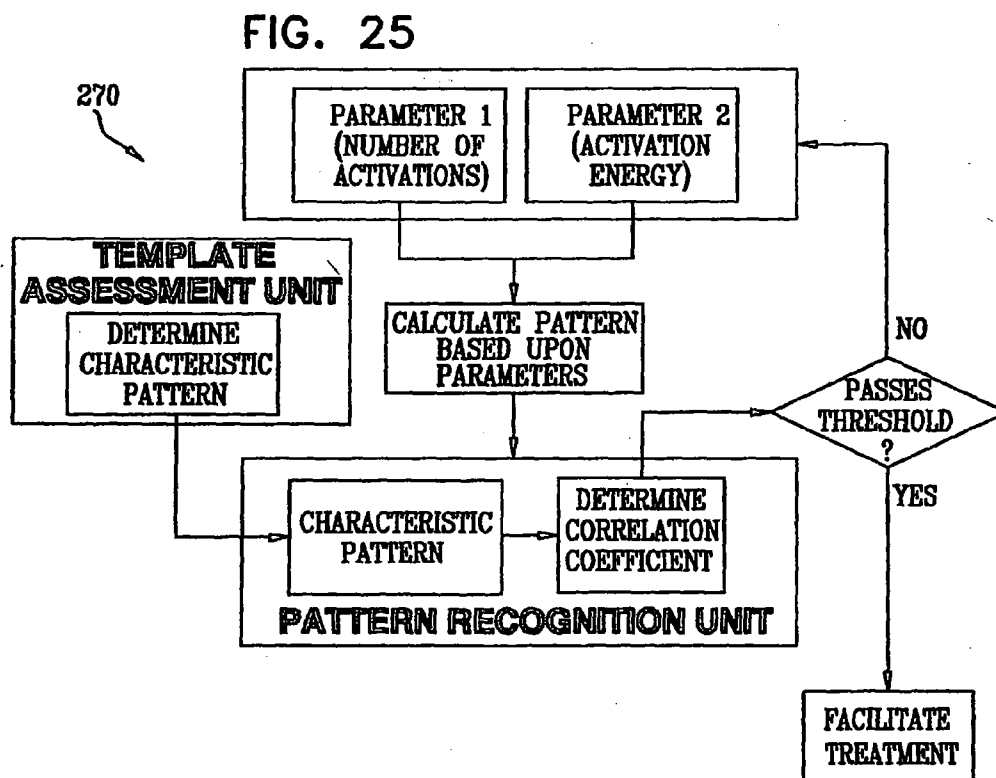 FIG. 25
270
PARAMETER 1
(NUMBER OF
ACTIVATIONS)
PARAMETER 2
(ACTIVATION
ENERGY)
TEMPLATE
ASSESSMENT UNIT
DETERMINE
CHARACTERISTIC
PATTERN
CALCULATE PATTERN
BASED UPON
PARAMETERS
NO
PASSES
THRESHOLD
?
YES
CHARACTERISTIC
PATTERN
DETERMINE
CORRELATION
COEFFICIENT
PATTERN RECOGNITION UNIT
FACILITATE
TREATMENT